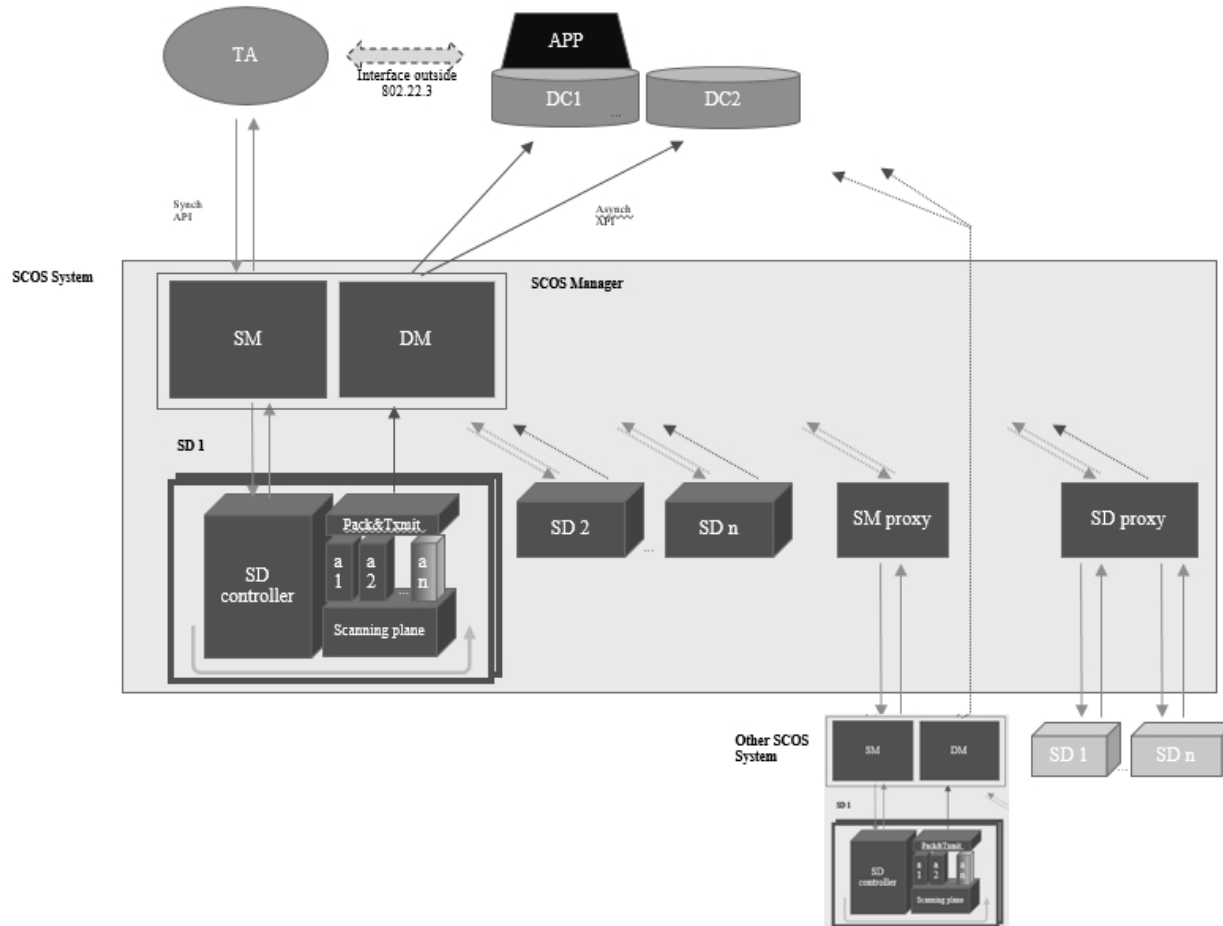 TA
Interface outside
802.22.3
APP
DC1
...
DC2
Synch
API
Asynch
API
SCOS System
SCOS Manager
SM
DM
SD 1
Pack&Txmit
a
1
a
2
...
a
n
SD
controller
Scanning plane
SD 2
...
SD n
SM proxy
SD proxy
Other SCOS
System
SM
DM
SD 1
...
SD n
SD 1
Pack&Txmit
a
1
a
2
a
n
SD
controller
Scanning plane